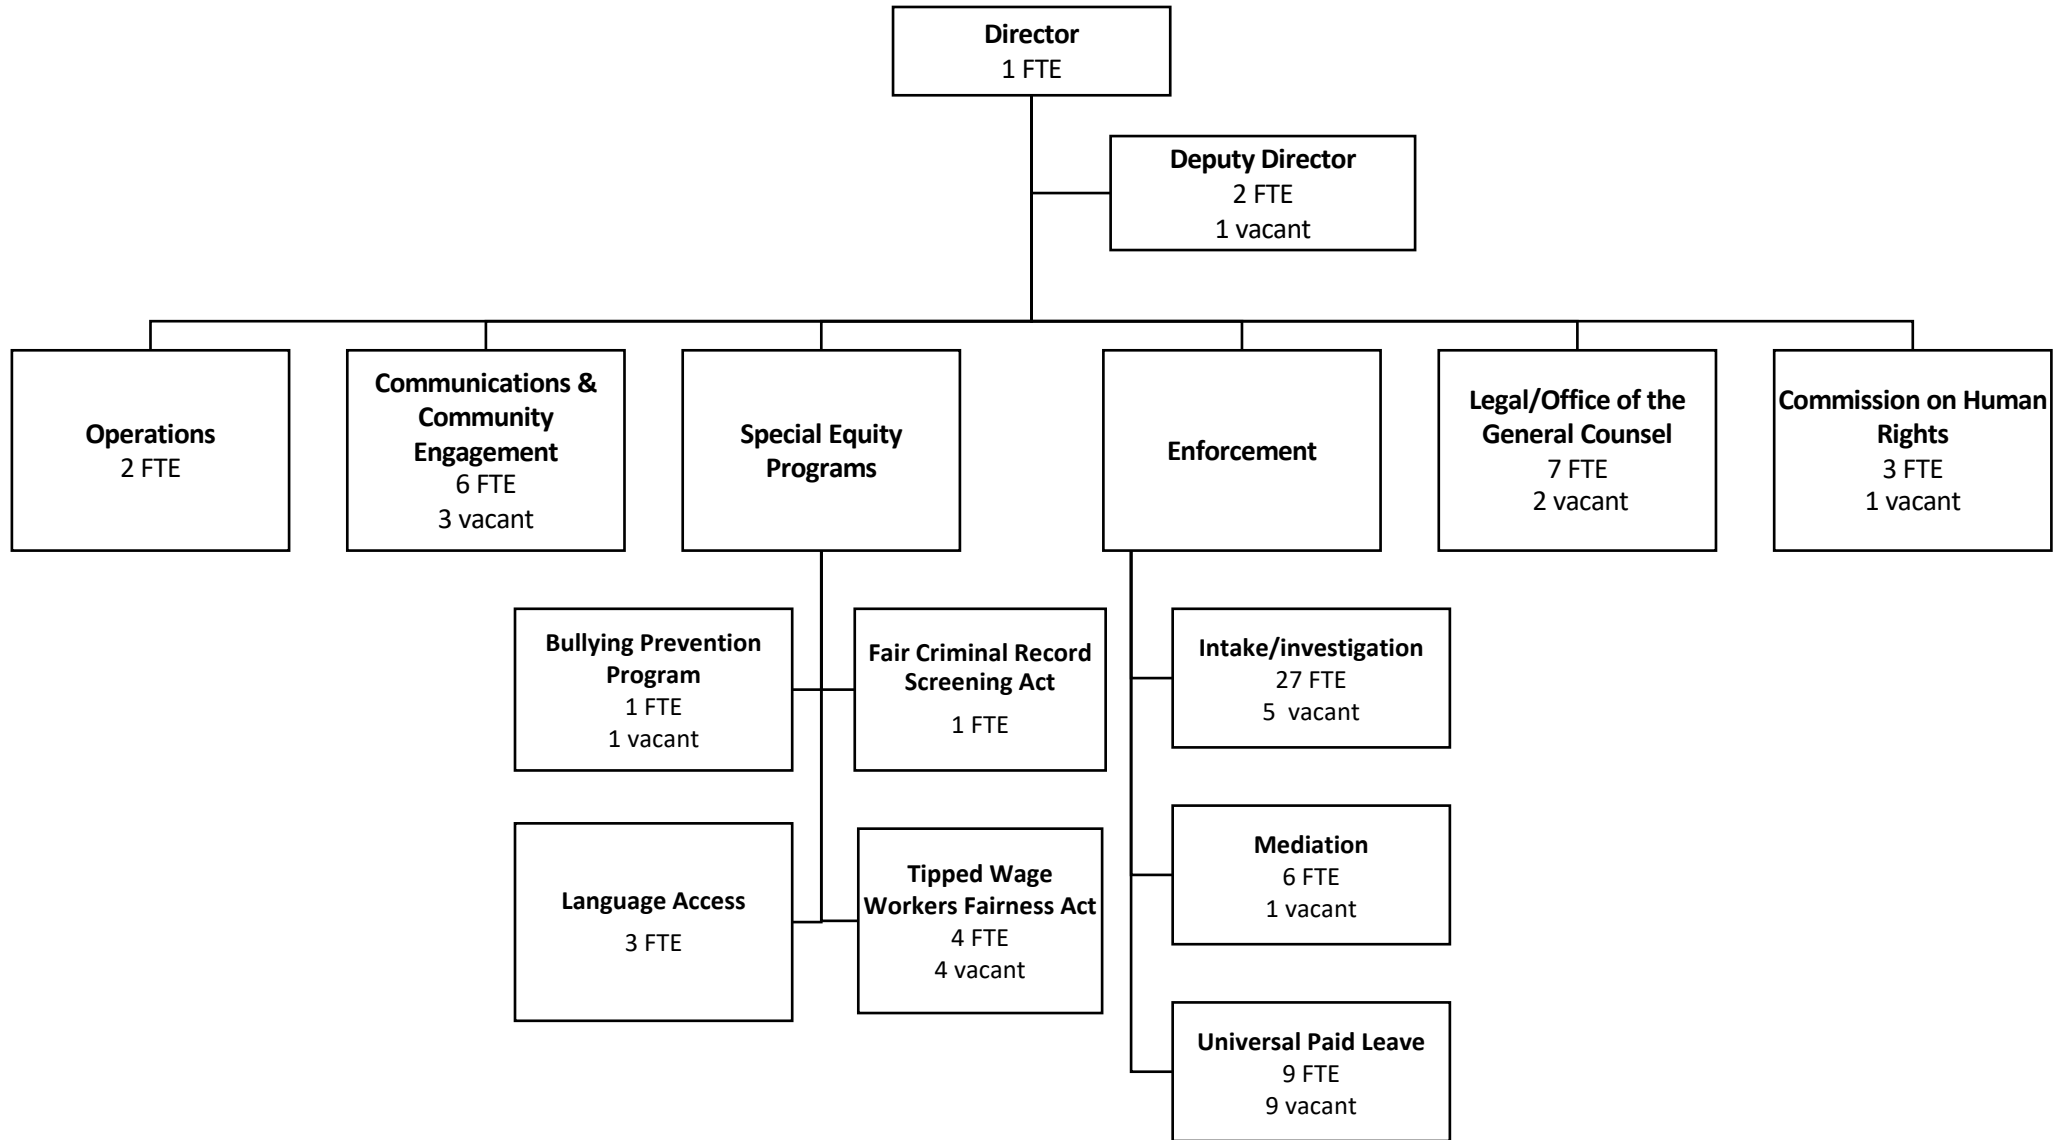 Director
1 FTE
Deputy Director
2 FTE
1 vacant
Operations
2 FTE
Communications &
Community
Engagement
6 FTE
3 vacant
Special Equity
Programs
Enforcement
Legal/Office of the
General Counsel
7 FTE
2 vacant
Commission on Human
Rights
3 FTE
1 vacant
Bullying Prevention
Program
1 FTE
1 vacant
Fair Criminal Record
Screening Act
1 FTE
Intake/investigation
27 FTE
5 vacant
Language Access
3 FTE
Tipped Wage
Workers Fairness Act
4 FTE
4 vacant
Mediation
6 FTE
1 vacant
Universal Paid Leave
9 FTE
9 vacant